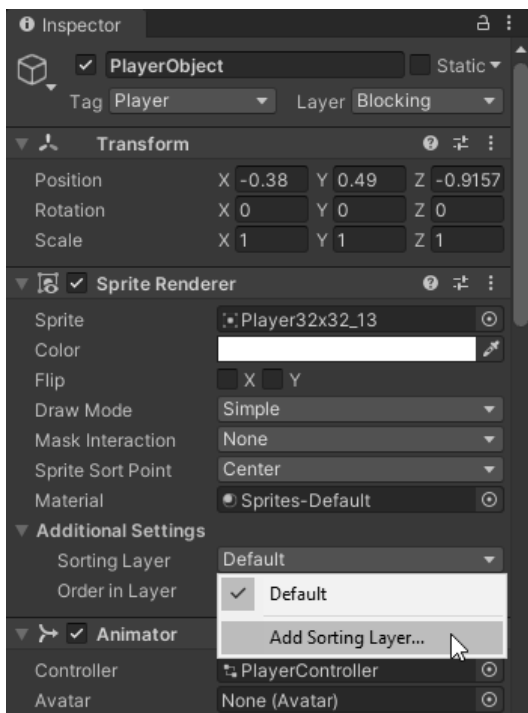 Inspector
PlayerObject Static
Tag Player Layer Blocking
Transform
Position X -0.38 Y 0.49 Z -0.9157
Rotation X 0 Y 0 Z 0
Scale X 1 Y 1 Z 1
Sprite Renderer
Sprite Player32x32_13
Color
Flip X Y
Draw Mode Simple
Mask Interaction None
Sprite Sort Point Center
Material Sprites-Default
Additional Settings
Sorting Layer Default
Order in Layer
Default
Add Sorting Layer...
Animator
Controller PlayerController
Avatar None (Avatar)